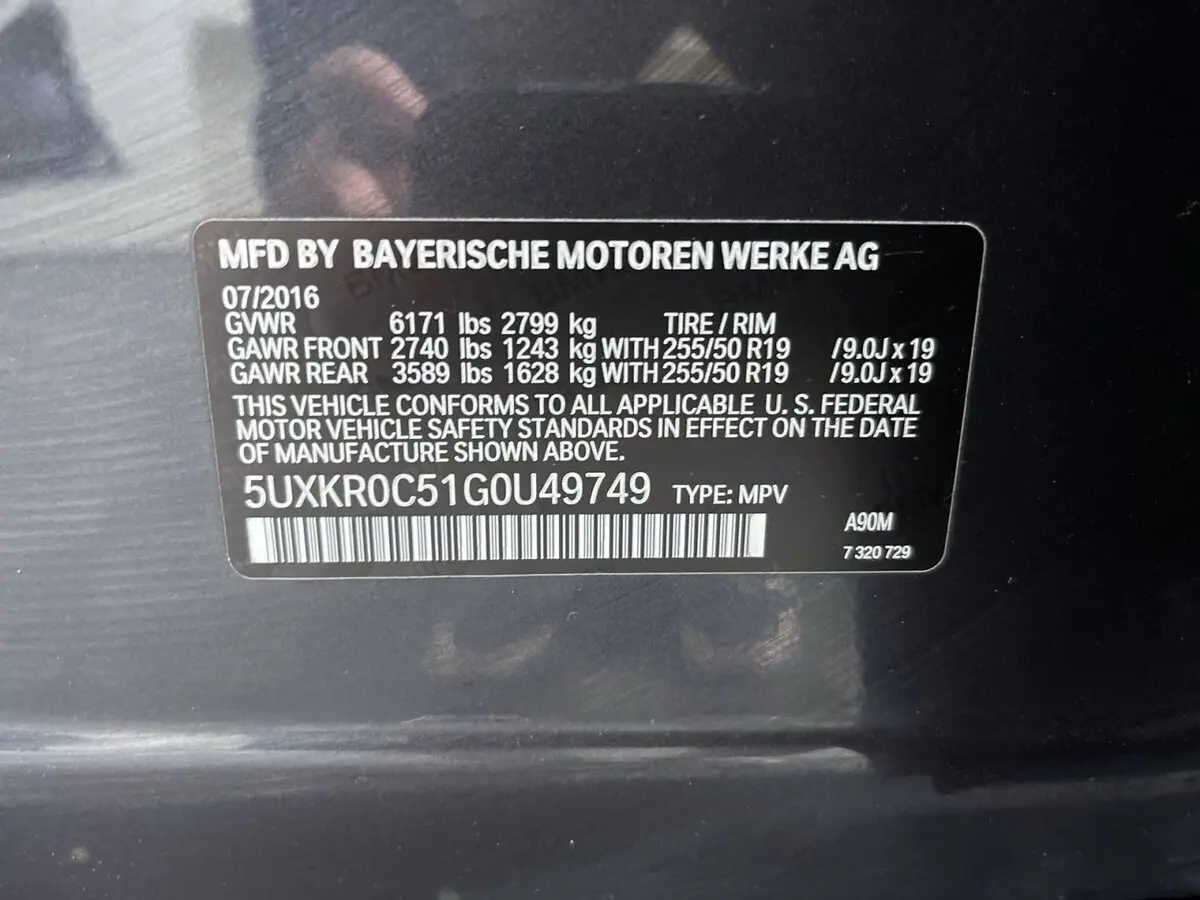 MFD BY BAYERISCHE MOTOREN WERKE AG
07/2016
GVWR 6171 lbs 2799 kg TIRE / RIM
GAWR FRONT 2740 lbs 1243 kg WITH 255/50 R19 /9.0J x 19
GAWR REAR 3589 lbs 1628 kg WITH 255/50 R19 /9.0J x 19
THIS VEHICLE CONFORMS TO ALL APPLICABLE U. S. FEDERAL
MOTOR VEHICLE SAFETY STANDARDS IN EFFECT ON THE DATE
OF MANUFACTURE SHOWN ABOVE.
5UXKR0C51G0U49749 TYPE: MPV
A90M
7 320 729